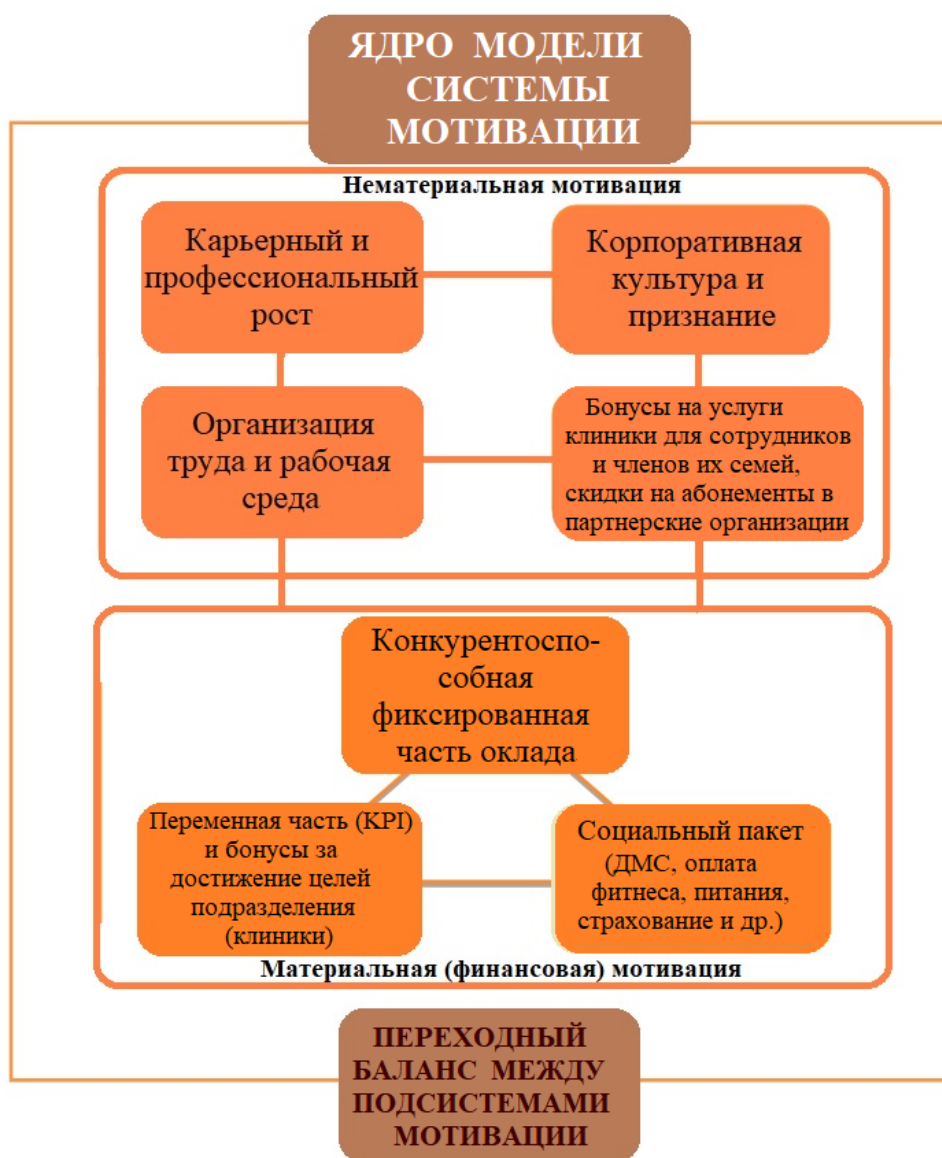 ЯДРО МОДЕЛИ
СИСТЕМЫ
МОТИВАЦИИ
Нематериальная мотивация
Карьерный и
профессиональный
рост
Корпоративная
культура и
признание
Организация
труда и рабочая
среда
Бонусы на услуги
клиники для сотрудников
и членов их семей,
скидки на абонементы в
партнерские организации
Конкурентоспо-
собная
фиксированная
часть оклада
Переменная часть (KPI)
и бонусы за
достижение целей
подразделения
(клиники)
Социальный пакет
(ДМС, оплата
фитнеса, питания,
страхование и др.)
Материальная (финансовая) мотивация
ПЕРЕХОДНЫЙ
БАЛАНС МЕЖДУ
ПОДСИСТЕМАМИ
МОТИВАЦИИ